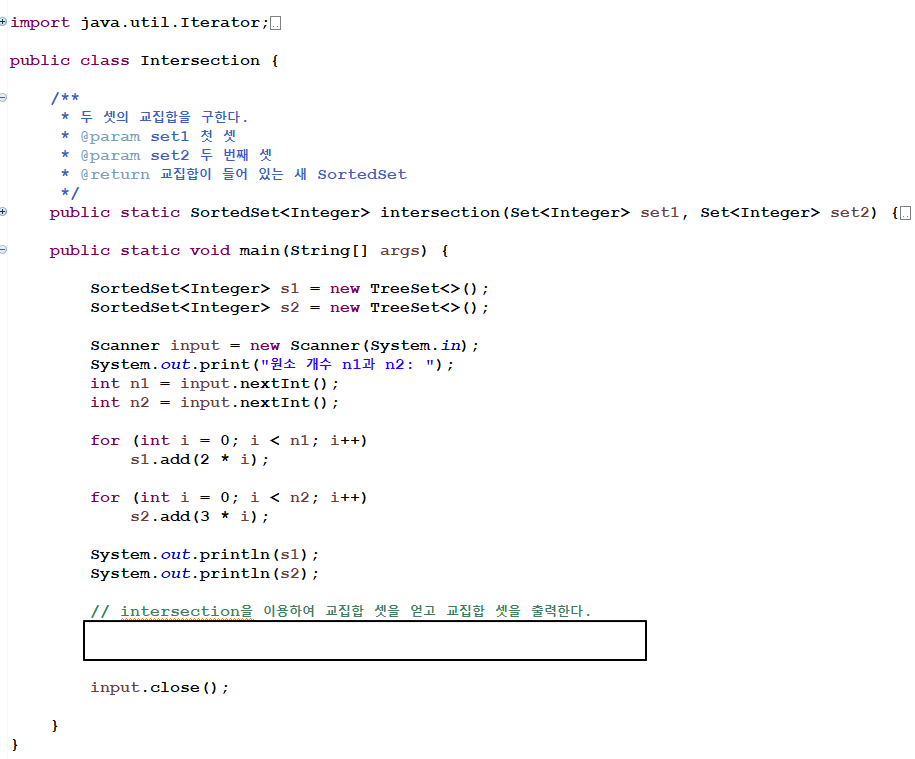 import java.util.Iterator;
public class Intersection {
/**
* 두 셋의 교집합을 구한다.
* @param set1 첫 셋
* @param set2 두 번째 셋
* @return 교집합이 들어 있는 새 SortedSet
*/
public static SortedSet<Integer> intersection(Set<Integer> set1, Set<Integer> set2) {
public static void main(String[] args) {
SortedSet<Integer> s1 = new TreeSet<>();
SortedSet<Integer> s2 = new TreeSet<>();
Scanner input = new Scanner(System.in);
System.out.print("원소 개수 n1과 n2: ");
int n1 = input.nextInt();
int n2 = input.nextInt();
for (int i = 0; i < n1; i++)
s1.add(2 * i);
for (int i = 0; i < n2; i++)
s2.add(3 * i);
System.out.println(s1);
System.out.println(s2);
// intersection을 이용하여 교집합 셋을 얻고 교집합 셋을 출력한다.
input.close();
}
}